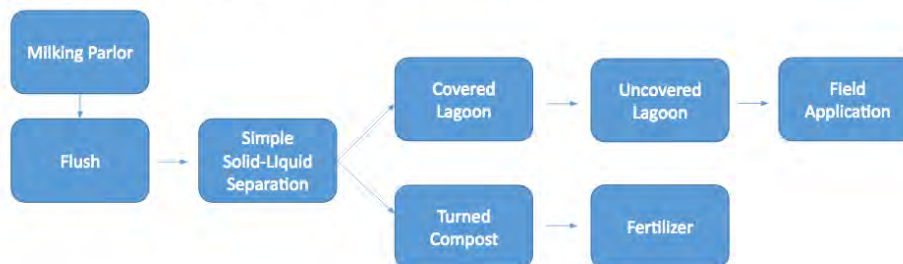 Milking Parlor
Flush
Simple
Solid-Liquid
Separation
Covered
Lagoon
Uncovered
Lagoon
Field
Application
Turned
Compost
Fertilizer